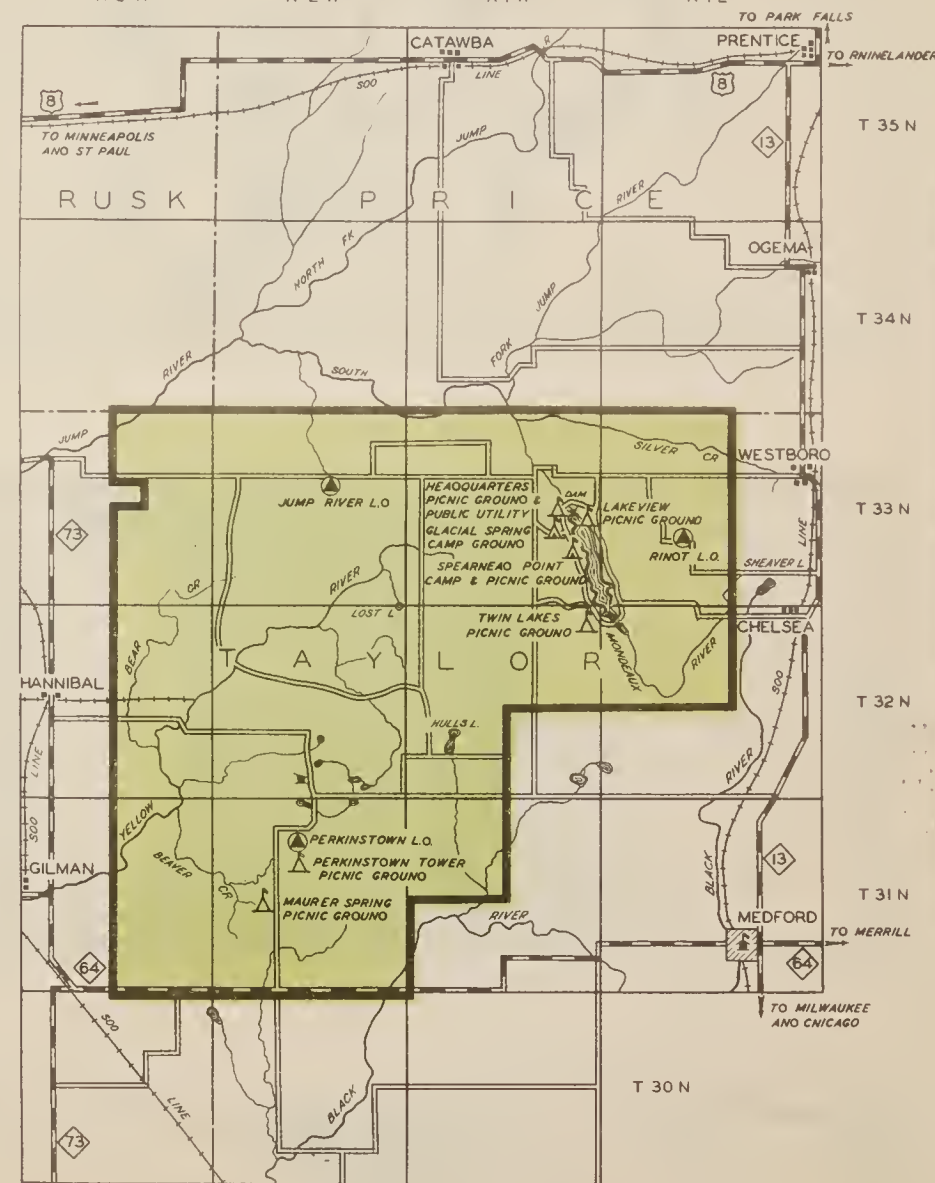 TO PARK FALLS
CATAWBA
PRENTICE
TO RNINELANDER
R
SOO
LINE
8
8
TO MINNEAPOLIS
AND ST PAUL
JUMP
13
T 35 N
RUSK
PRICE
RIVER
OGEMA
NORTH
FK
JUMP
T 34 N
RIVER
FORK
SOUTH
JUMP
SILVER
CR
WESTBORO
HEADQUARTERS
PICNIC GROUND &
PUBLIC UTILITY
DAM
LAKEVIEW
PICNIC GROUND
JUMP RIVER L.O
73
GLACIAL SPRING
CAMP GROUND
RINOT L.O.
LINE
T 33 N
SPEARNEAD POINT
CAMP & PICNIC GROUND
SHEAVER L.
RIVER
CR
LOST L
TWIN LAKES
PICNIC GROUND
CHELSEA
BEAR
TAYLOR
MONDEAUX
RIVER
HANNIBAL
SOO
T 32 N
HULLS L.
LINE
RIVER
SOO
YELLOW
PERKINSTOWN L.O.
PERKINSTOWN TOWER
PICNIC GROUND
BEAVER
CR
GILMAN
BLACK
13
T 31 N
MAURER SPRING
PICNIC GROUND
RIVER
MEDFORD
TO MERRILL
64
64
TO MILWAUKEE
AND CNICAGO
SOO
LINE
BLACK
T 30 N
73